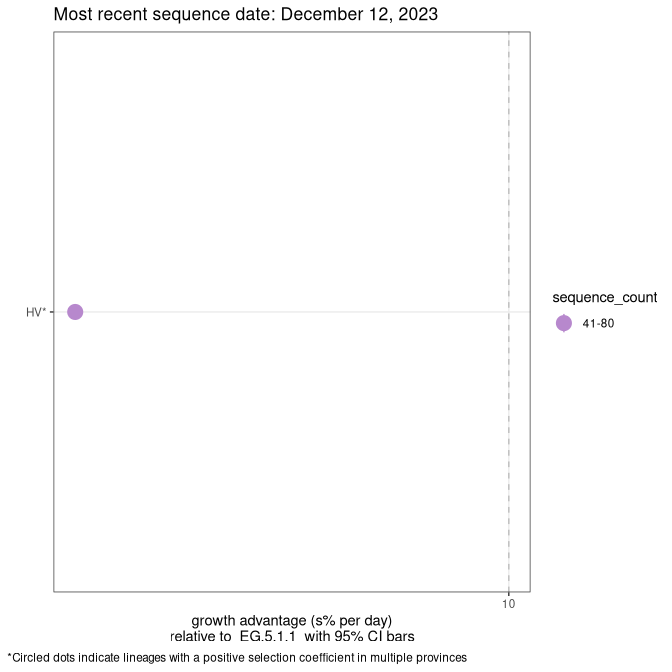 Most recent sequence date: December 12, 2023
HV*
sequence_count
41-80
10
growth advantage (s% per day)
relative to  EG.5.1.1  with 95% CI bars
*Circled dots indicate lineages with a positive selection coefficient in multiple provinces